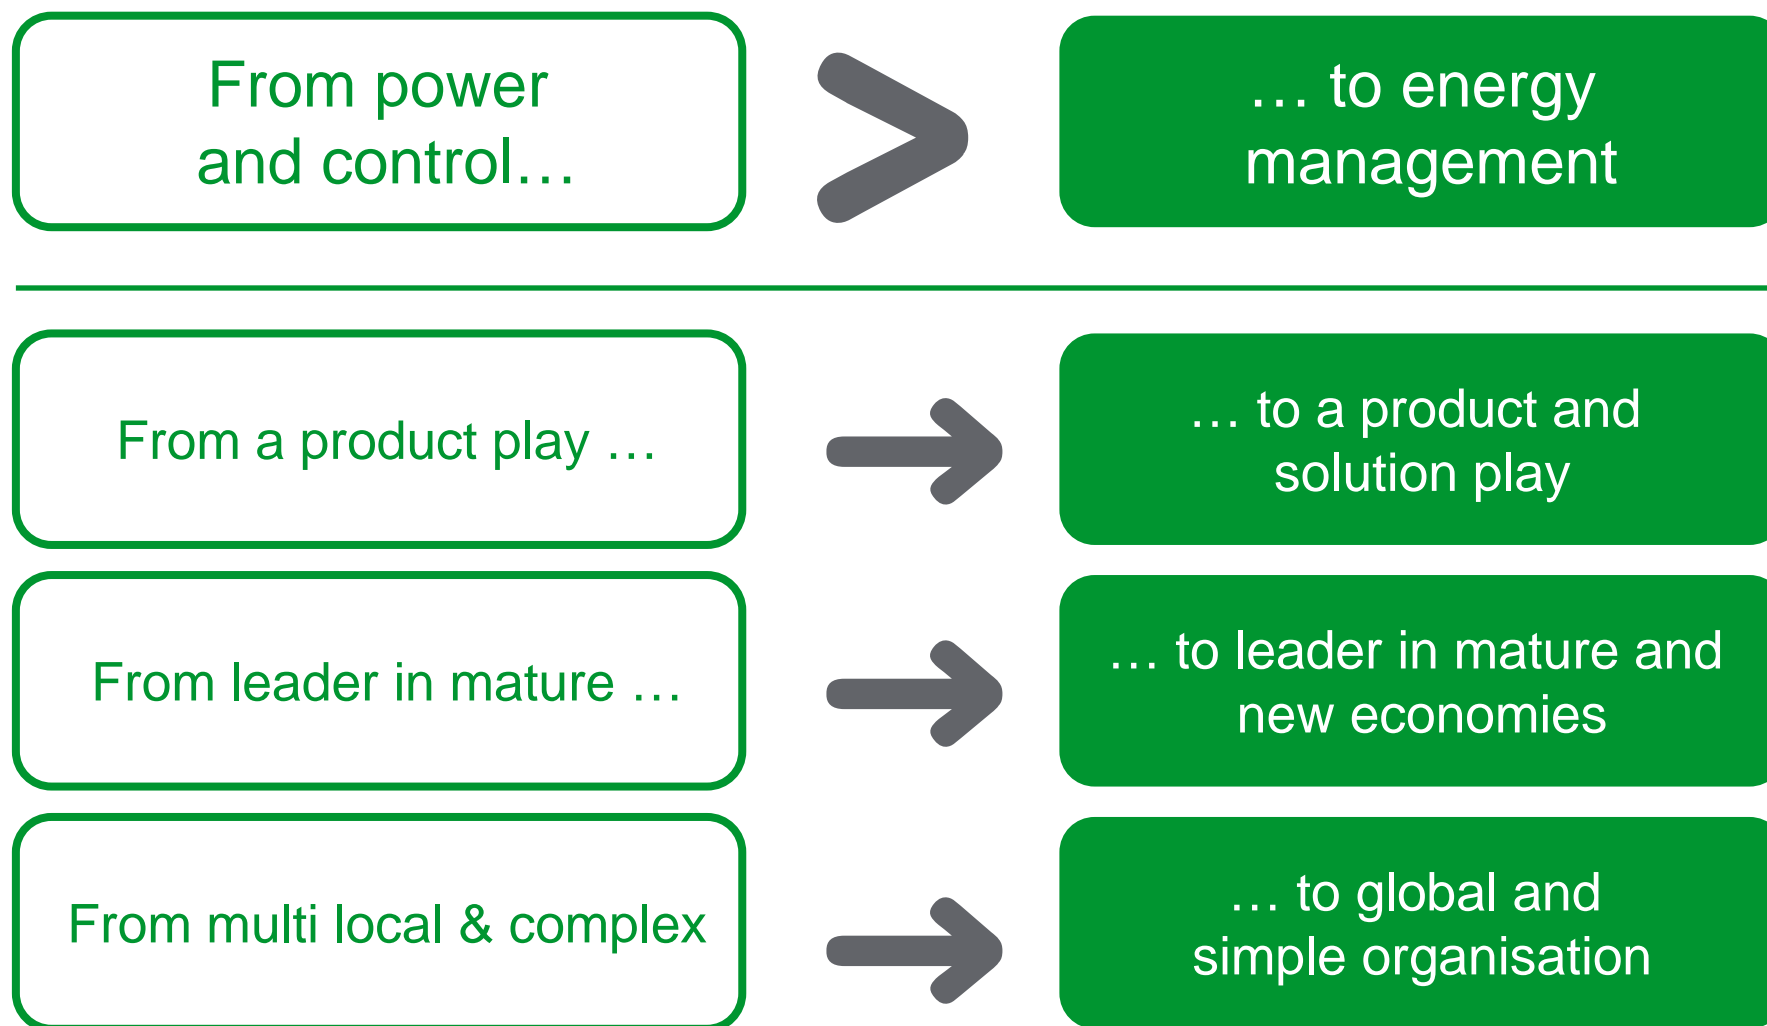 From power
and control…
… to energy
management
From a product play …
… to a product and
solution play
From leader in mature …
… to leader in mature and
new economies
From multi local & complex
… to global and
simple organisation